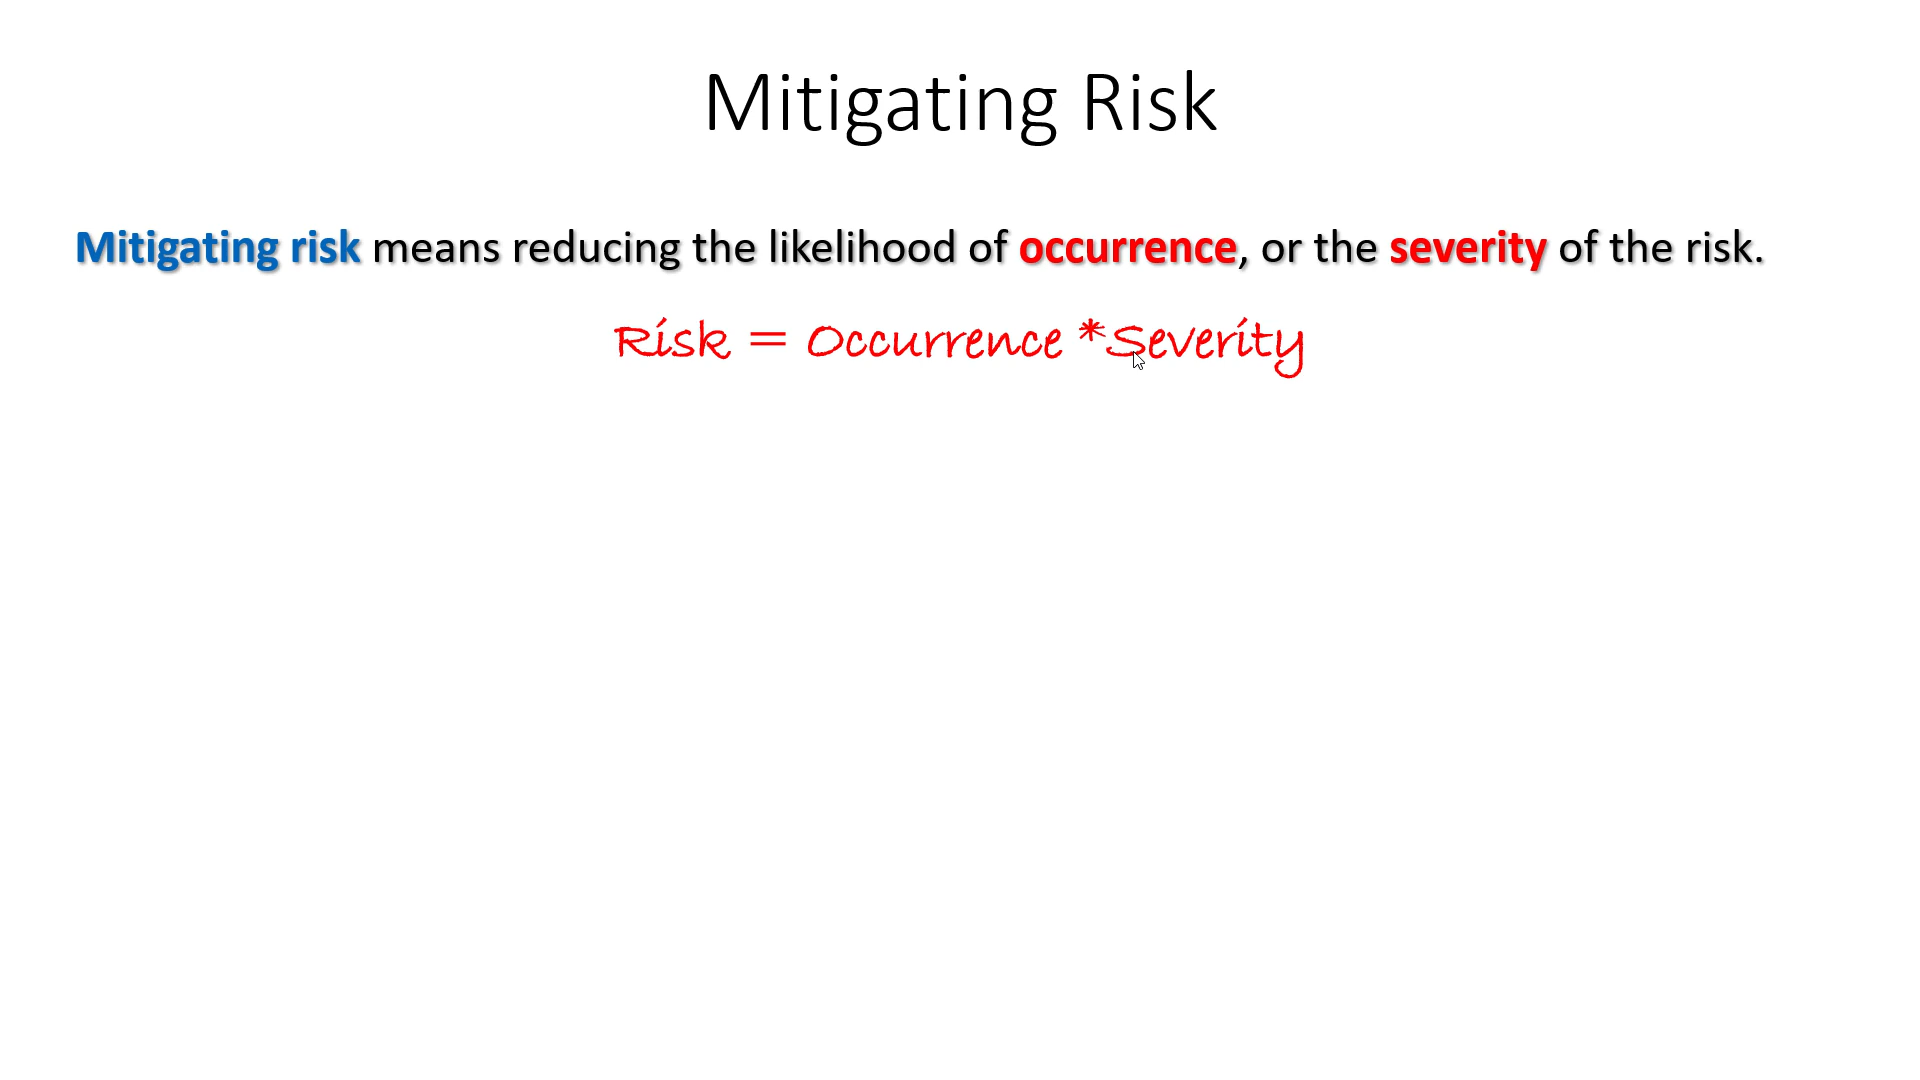 Mitigating Risk
Mitigating risk means reducing the likelihood of occurrence, or the severity of the risk.
Risk = Occurrence *Severity